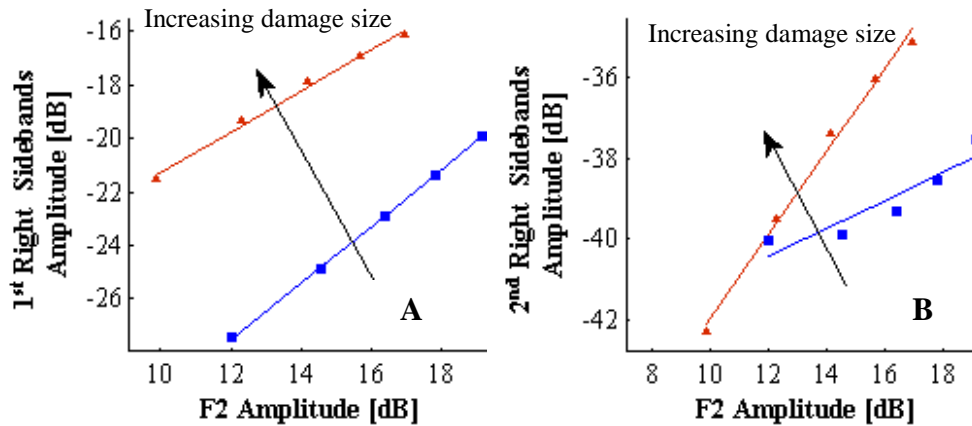 Increasing damage size
1st Right Sidebands
Amplitude [dB]
-16
-18
-20
-22
-24
-26
A
10 12 14 16 18
F2 Amplitude [dB]
Increasing damage size
2nd Right Sidebands
Amplitude [dB]
-36
-38
-40
-42
B
8 10 12 14 16 18
F2 Amplitude [dB]